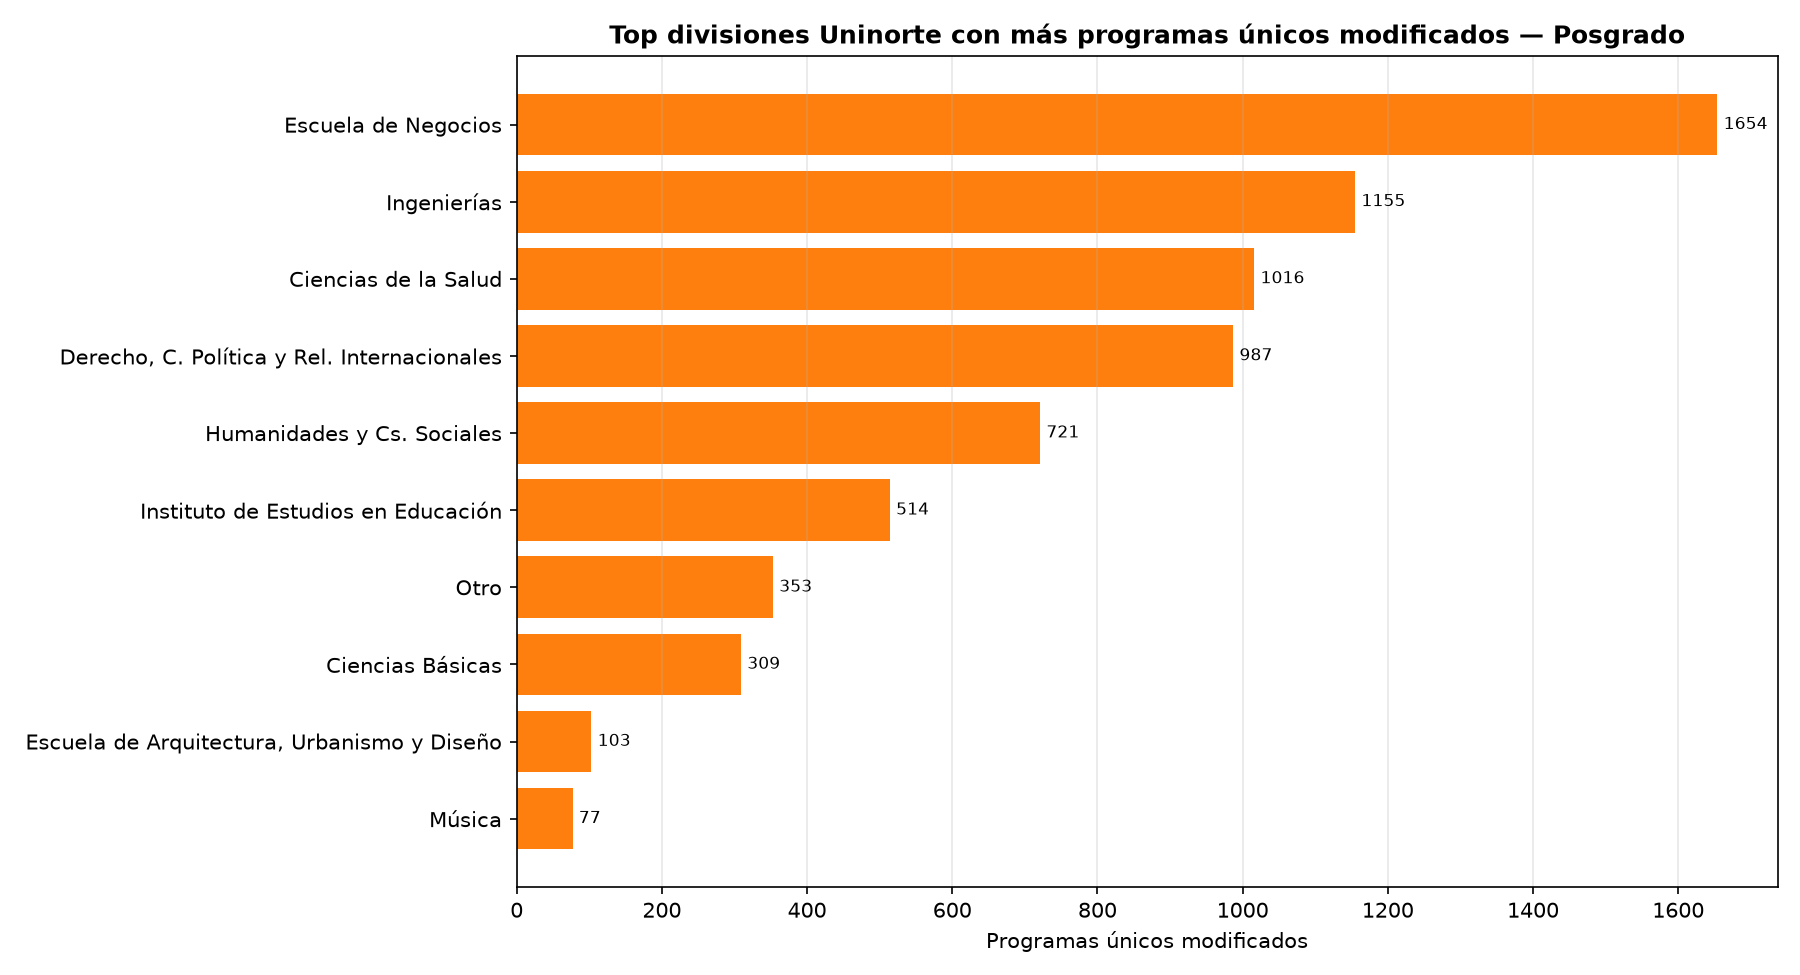 Top divisiones Uninorte con más programas únicos modificados — Posgrado
Escuela de Negocios 1654
Ingenierías 1155
Ciencias de la Salud 1016
Derecho, C. Política y Rel. Internacionales 987
Humanidades y Cs. Sociales 721
Instituto de Estudios en Educación 514
Otro 353
Ciencias Básicas 309
Escuela de Arquitectura, Urbanismo y Diseño 103
Música 77
0 200 400 600 800 1000 1200 1400 1600
Programas únicos modificados